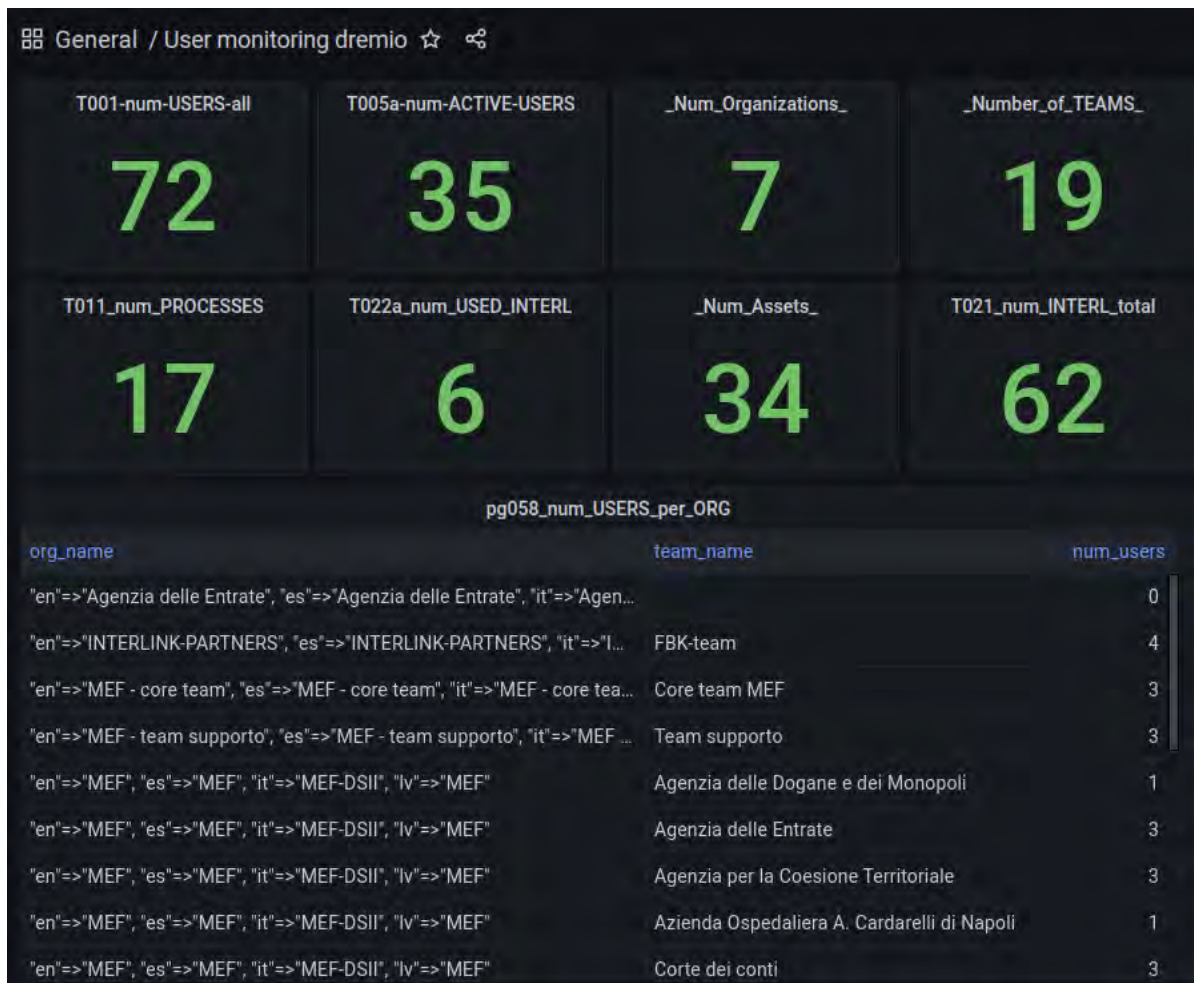 General / User monitoring dremio
T001-num-USERS-all T005a-num-ACTIVE-USERS _Num_Organizations_ _Number_of_TEAMS_
72 35 7 19
T011_num_PROCESSES T022a_num_USED_INTERL _Num_Assets_ T021_num_INTERL_total
17 6 34 62
pg058_num_USERS_per_ORG
org_name team_name num_users
"en"=>"Agenzia delle Entrate", "es"=>"Agenzia delle Entrate", "it"=>"Agen... 0
"en"=>"INTERLINK-PARTNERS", "es"=>"INTERLINK-PARTNERS", "it"=>"I... FBK-team 4
"en"=>"MEF - core team", "es"=>"MEF - core team", "it"=>"MEF - core tea... Core team MEF 3
"en"=>"MEF - team supporto", "es"=>"MEF - team supporto", "it"=>"MEF ... Team supporto 3
"en"=>"MEF", "es"=>"MEF", "it"=>"MEF-DSII", "lv"=>"MEF" Agenzia delle Dogane e dei Monopoli 1
"en"=>"MEF", "es"=>"MEF", "it"=>"MEF-DSII", "lv"=>"MEF" Agenzia delle Entrate 3
"en"=>"MEF", "es"=>"MEF", "it"=>"MEF-DSII", "lv"=>"MEF" Agenzia per la Coesione Territoriale 3
"en"=>"MEF", "es"=>"MEF", "it"=>"MEF-DSII", "lv"=>"MEF" Azienda Ospedaliera A. Cardarelli di Napoli 1
"en"=>"MEF", "es"=>"MEF", "it"=>"MEF-DSII", "lv"=>"MEF" Corte dei conti 3